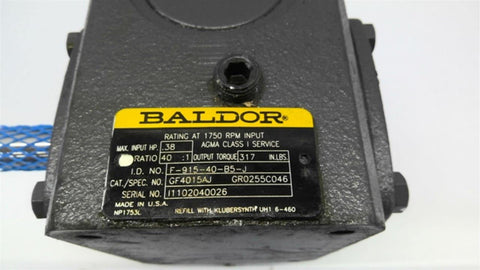 BALDOR®
RATING AT 1750 RPM INPUT
MAX. INPUT HP. .38 AGMA CLASS I SERVICE
RATIO 40 :1 OUTPUT TORQUE 317 IN.LBS.
I.D. NO. F-915-40-B5-J
CAT./SPEC. NO. GF4015AJ GR0255C046
SERIAL NO. I1102040026
MADE IN U.S.A.
NP1753L REFILL WITH KLUBERSYNTH UH1 6-460